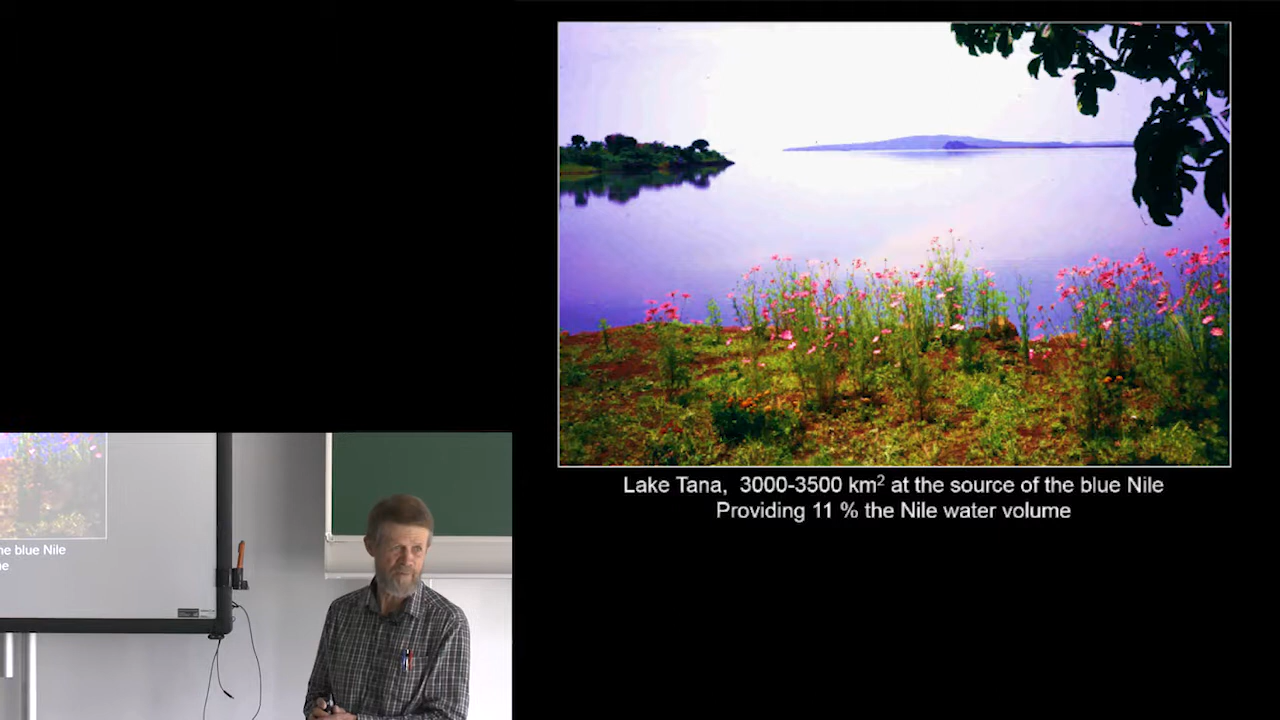 Lake Tana,  3000-3500 km² at the source of the blue Nile
Providing 11 % the Nile water volume
he blue Nile
ne